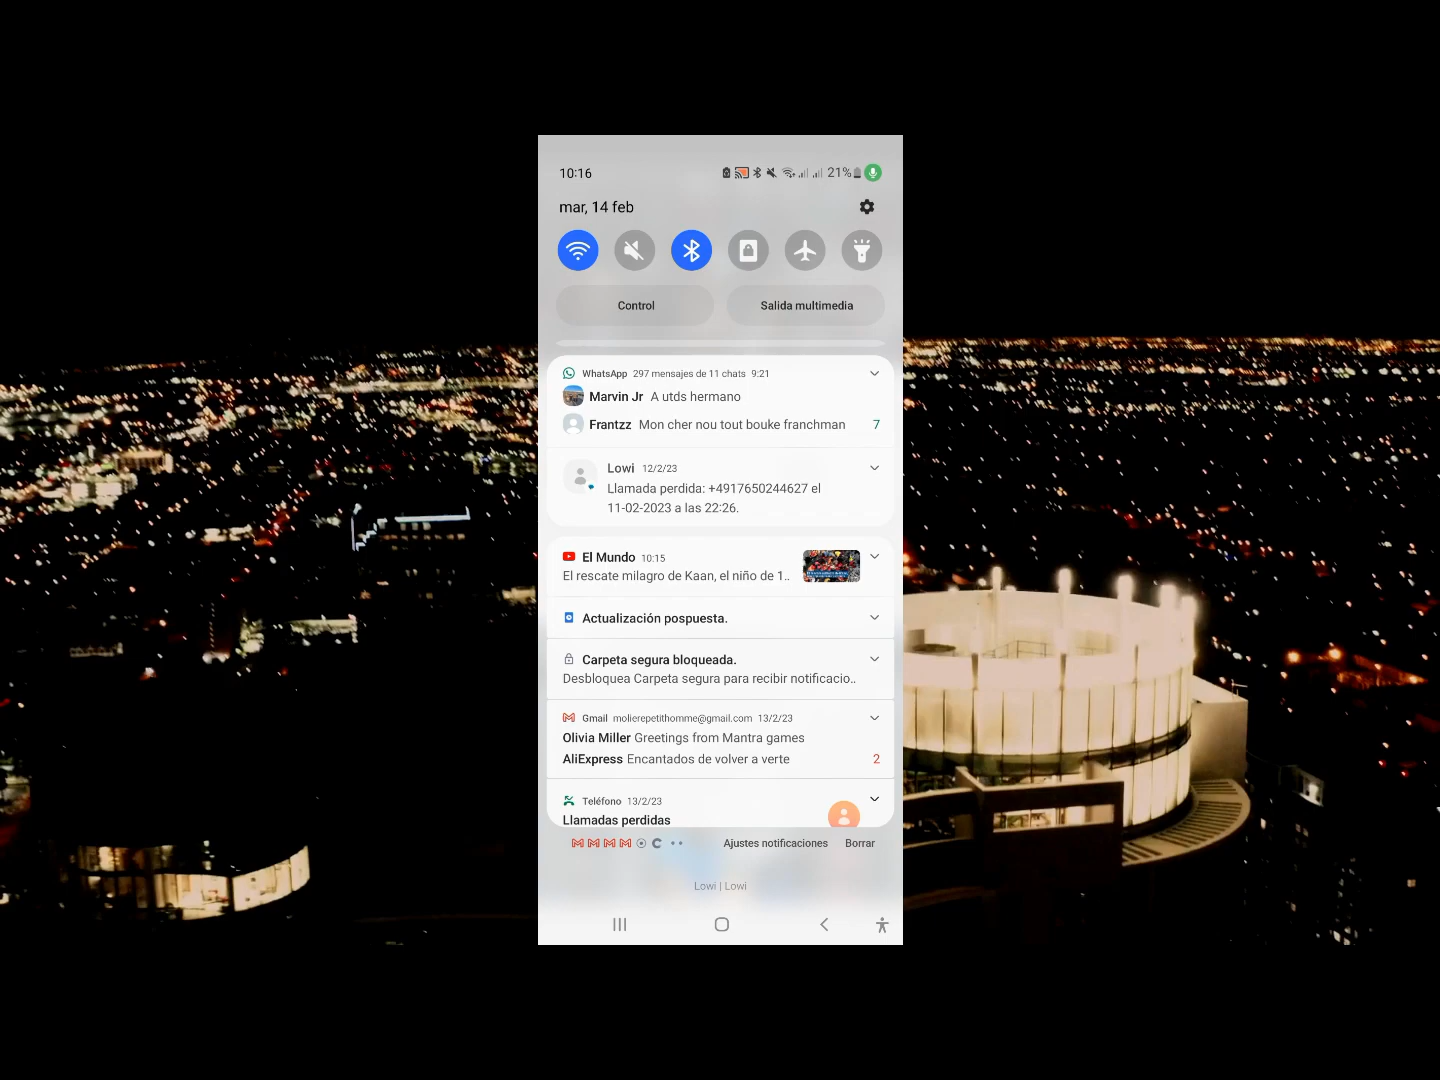 10:16
21%
mar, 14 feb
Control
Salida multimedia
WhatsApp 297 mensajes de 11 chats 9:21
Marvin Jr A utds hermano
Frantzz Mon cher nou tout bouke franchman 7
Lowi 12/2/23
Llamada perdida: +4917650244627 el
11-02-2023 a las 22:26.
El Mundo 10:15
El rescate milagro de Kaan, el niño de 1..
Actualización pospuesta.
Carpeta segura bloqueada.
Desbloquea Carpeta segura para recibir notificacio..
Gmail molierepetithomme@gmail.com 13/2/23
Olivia Miller Greetings from Mantra games
AliExpress Encantados de volver a verte 2
Teléfono 13/2/23
Llamadas perdidas
Ajustes notificaciones Borrar
Lowi | Lowi